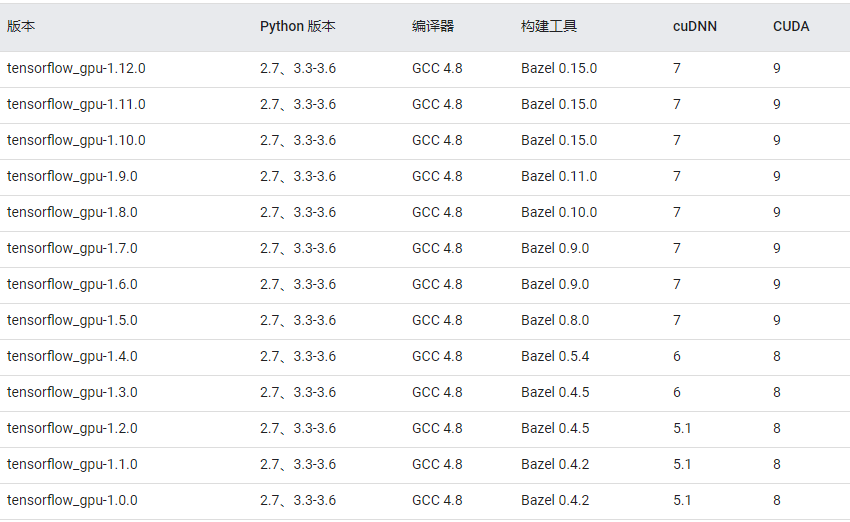 版本 Python 版本 编译器 构建工具 cuDNN CUDA
tensorflow_gpu-1.12.0 2.7、3.3-3.6 GCC 4.8 Bazel 0.15.0 7 9
tensorflow_gpu-1.11.0 2.7、3.3-3.6 GCC 4.8 Bazel 0.15.0 7 9
tensorflow_gpu-1.10.0 2.7、3.3-3.6 GCC 4.8 Bazel 0.15.0 7 9
tensorflow_gpu-1.9.0 2.7、3.3-3.6 GCC 4.8 Bazel 0.11.0 7 9
tensorflow_gpu-1.8.0 2.7、3.3-3.6 GCC 4.8 Bazel 0.10.0 7 9
tensorflow_gpu-1.7.0 2.7、3.3-3.6 GCC 4.8 Bazel 0.9.0 7 9
tensorflow_gpu-1.6.0 2.7、3.3-3.6 GCC 4.8 Bazel 0.9.0 7 9
tensorflow_gpu-1.5.0 2.7、3.3-3.6 GCC 4.8 Bazel 0.8.0 7 9
tensorflow_gpu-1.4.0 2.7、3.3-3.6 GCC 4.8 Bazel 0.5.4 6 8
tensorflow_gpu-1.3.0 2.7、3.3-3.6 GCC 4.8 Bazel 0.4.5 6 8
tensorflow_gpu-1.2.0 2.7、3.3-3.6 GCC 4.8 Bazel 0.4.5 5.1 8
tensorflow_gpu-1.1.0 2.7、3.3-3.6 GCC 4.8 Bazel 0.4.2 5.1 8
tensorflow_gpu-1.0.0 2.7、3.3-3.6 GCC 4.8 Bazel 0.4.2 5.1 8